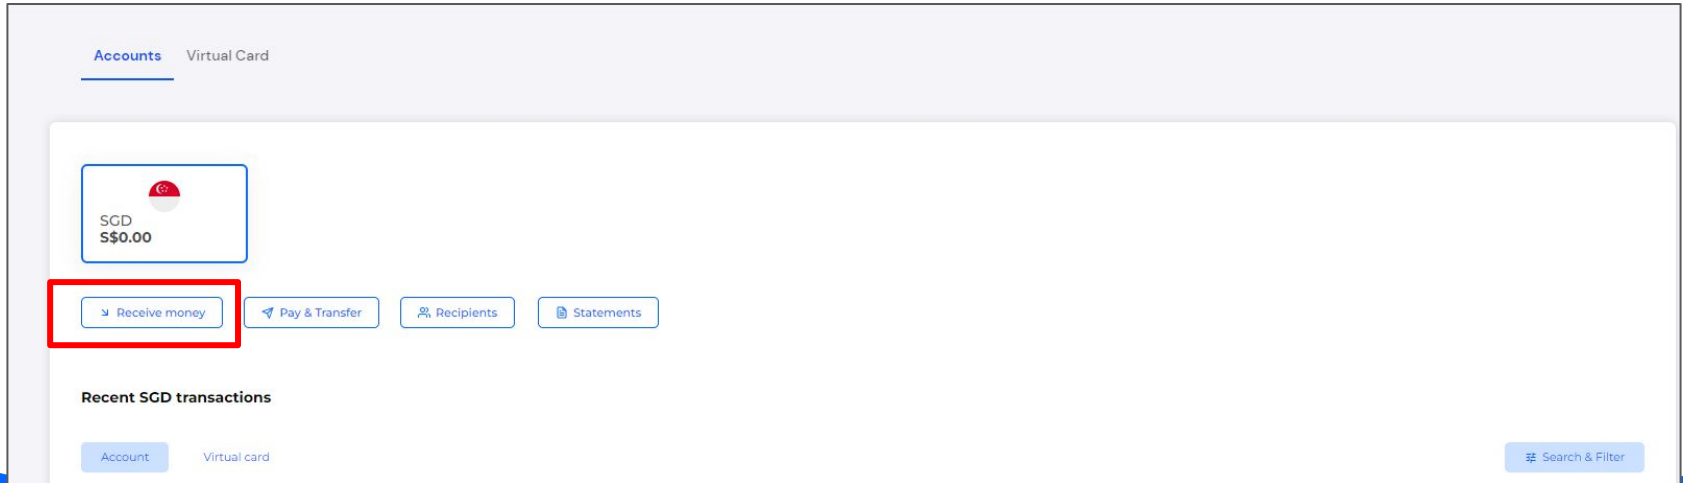 Accounts Virtual Card
SGD
S$0.00
Receive money Pay & Transfer Recipients Statements
Recent SGD transactions
Account Virtual card Search & Filter